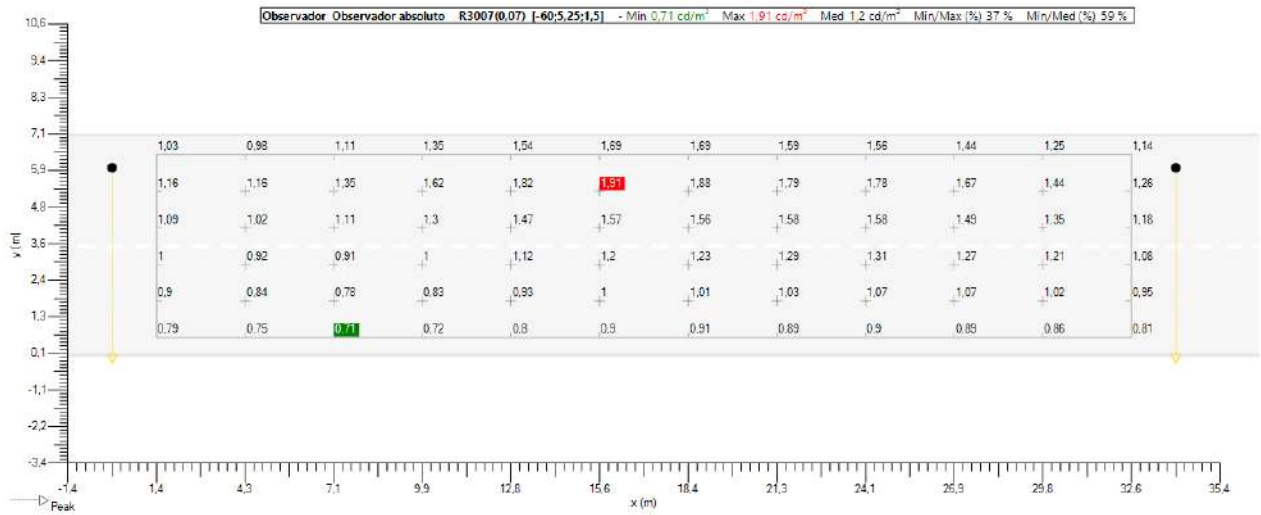 Observador Observador absoluto R3007(0,07) [-60;5,25;1,5] - Min 0,71 cd/m² Max 1.91 cd/m² Med 1,2 cd/m² Min/Max (%) 37 % Min/Med (%) 59 %
10,6
9,4
8,3
7,1
1,03 0,98 1,11 1,35 1,54 1,69 1,69 1,59 1,56 1,44 1,25 1,14
5,9
1,16 1,16 1,35 1,62 1,82 1,91 1,88 1,79 1,78 1,67 1,44 1,26
4,8
1,09 1,02 1,11 1,3 1,47 1,57 1,56 1,58 1,58 1,49 1,35 1,18
3,6
y (m)
1 0,92 0,91 1 1,12 1,2 1,23 1,29 1,31 1,27 1,21 1,08
2,4
0,9 0,84 0,78 0,83 0,93 1 1,01 1,03 1,07 1,07 1,02 0,95
1,3
0,79 0,75 0,71 0,72 0,8 0,9 0,91 0,89 0,9 0,89 0,86 0,81
0,1
-1,1
-2,2
-3,4
-1,4 1,4 4,3 7,1 9,9 12,8 15,6 18,4 21,3 24,1 26,9 29,8 32,6 35,4
Peak x (m)